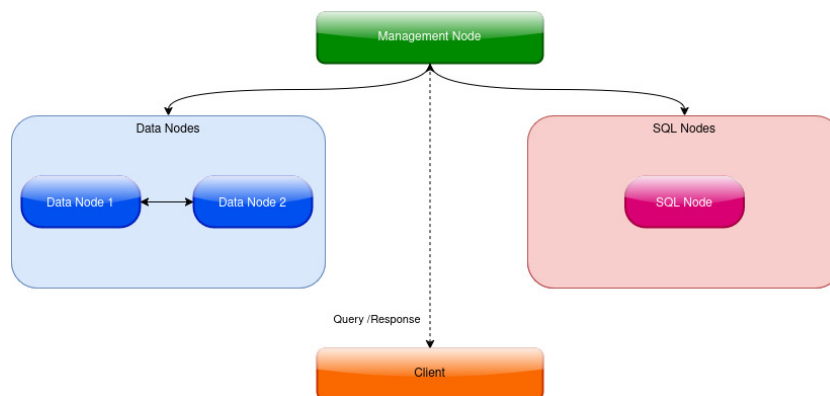 Management Node
Data Nodes
SQL Nodes
Data Node 1
Data Node 2
SQL Node
Query /Response
Client